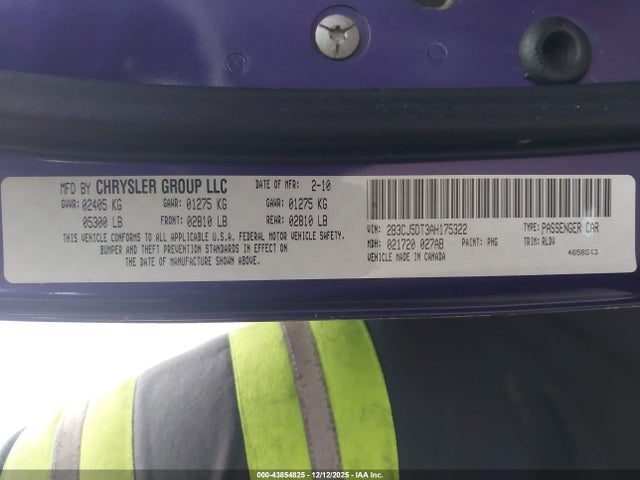 MFD BY CHRYSLER GROUP LLC DATE OF MFR: 2-10
GVWR: 02405 KG GAWR: 01275 KG GAWR: 01275 KG
05300 LB FRONT: 02810 LB REAR: 02810 LB
THIS VEHICLE CONFORMS TO ALL APPLICABLE U.S.A. FEDERAL MOTOR VEHICLE SAFETY,
BUMPER AND THEFT PREVENTION STANDARDS IN EFFECT ON
THE DATE OF MANUFACTURE SHOWN ABOVE.
VIN: 2B3CJ5DT3AH175322 TYPE: PASSENGER CAR
MDH: 021720 027AB PAINT: PHG TRIM: RLDV
VEHICLE MADE IN CANADA 4658G43
000-43854825 - 12/12/2025 - IAA Inc.